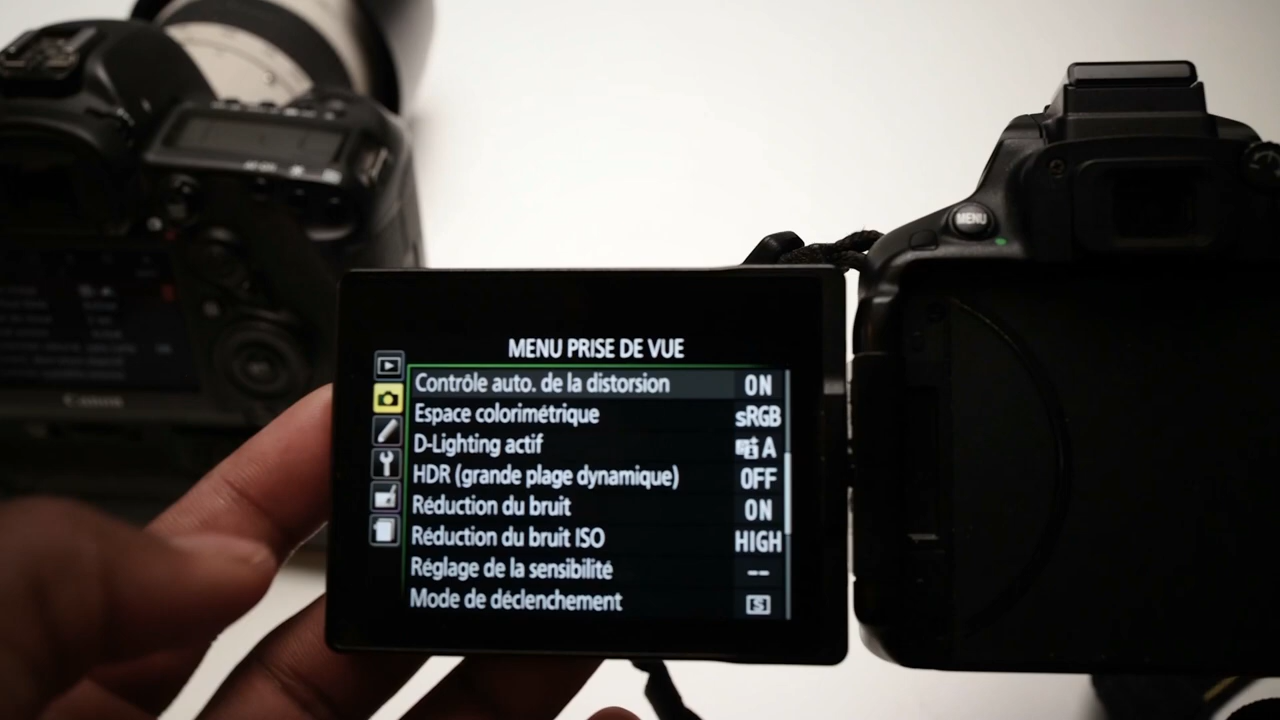 MENU PRISE DE VUE
Contrôle auto. de la distorsion ON
Espace colorimétrique sRGB
D-Lighting actif A
HDR (grande plage dynamique) OFF
Réduction du bruit ON
Réduction du bruit ISO HIGH
Réglage de la sensibilité --
Mode de déclenchement S
MENU
Canon